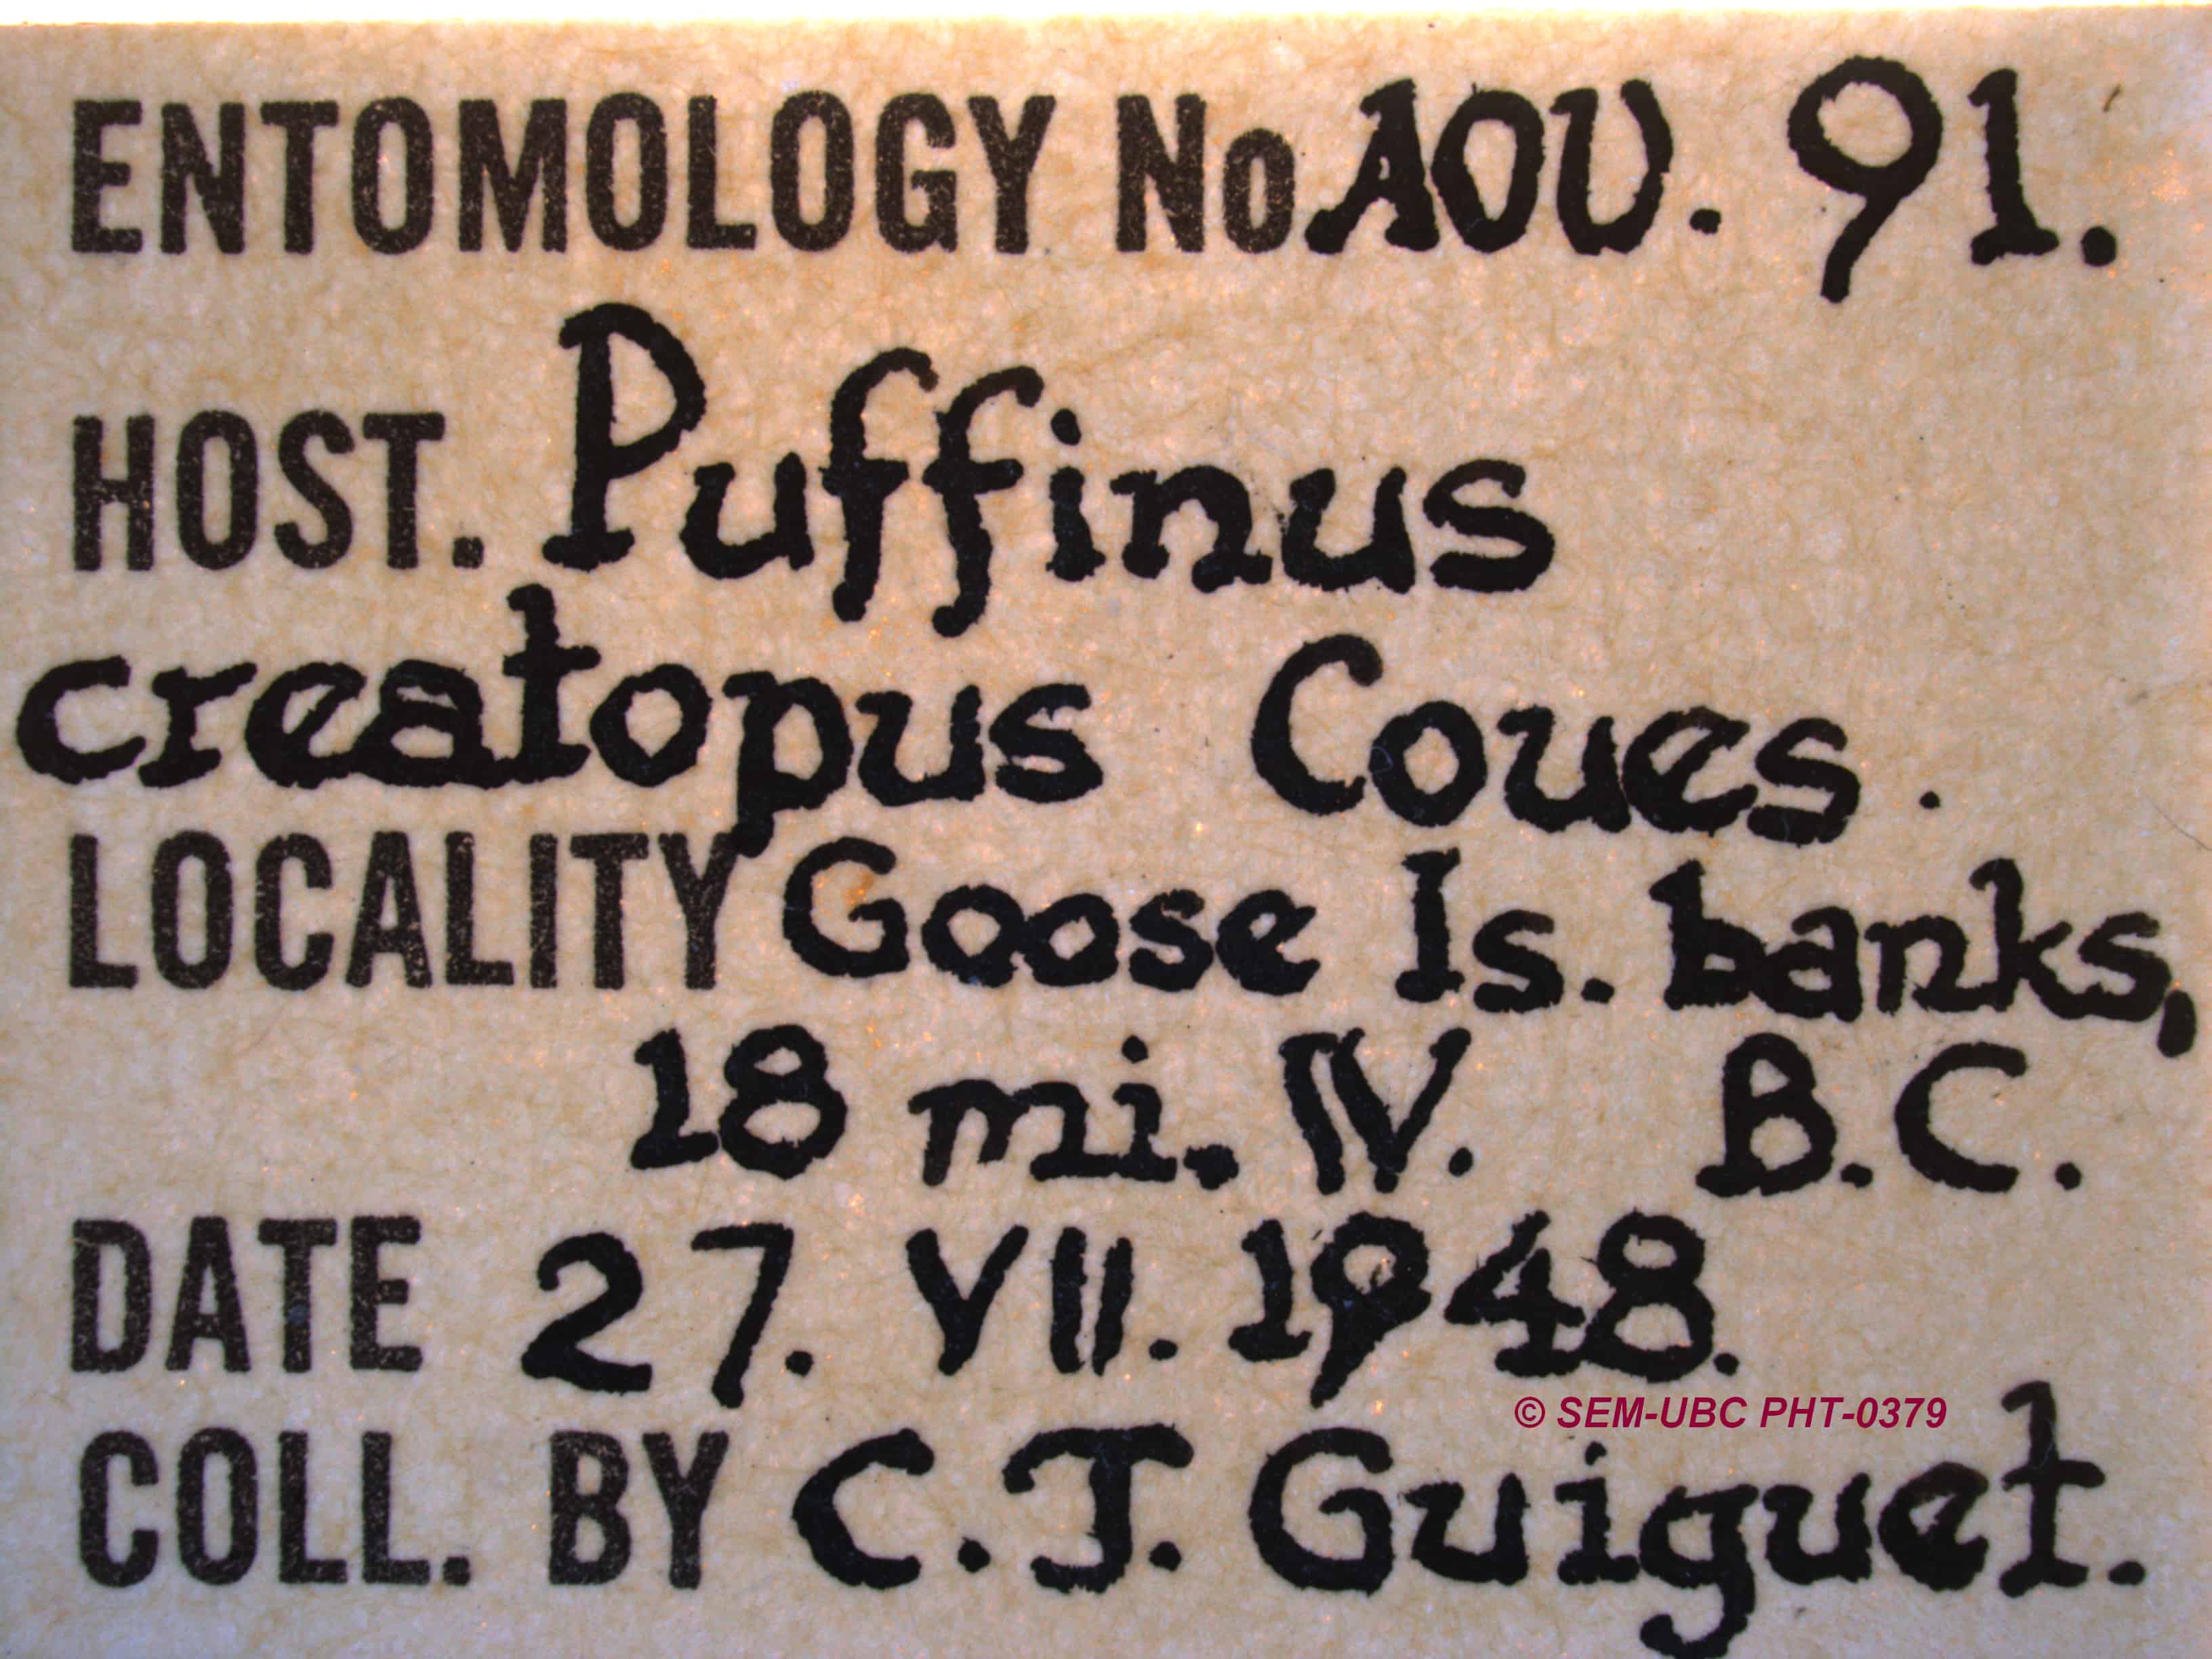 ENTOMOLOGY No AOU. 91.
HOST. Puffinus
creatopus Coues.
LOCALITY Goose Is. banks,
18 mi. W. B.C.
DATE 27. VII. 1948.
© SEM-UBC PHT-0379
COLL. BY C. J. Guiguet.